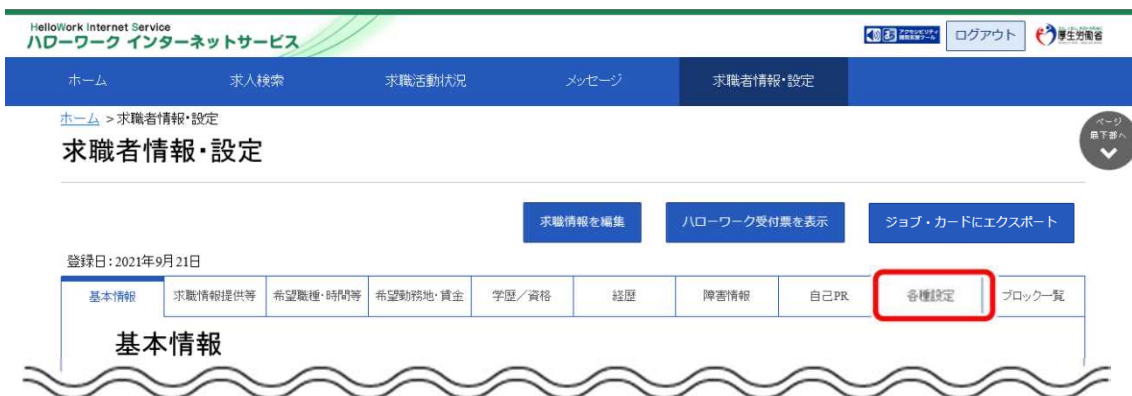 HelloWork Internet Service
ハローワーク インターネットサービス
ログアウト
厚生労働省
ホーム 求人検索 求職活動状況 メッセージ 求職者情報・設定
ホーム >求職者情報・設定
ページ
最下部へ
求職者情報・設定
求職情報を編集 ハローワーク受付票を表示 ジョブ・カードにエクスポート
登録日:2021年9月21日
基本情報 求職情報提供等 希望職種・時間等 希望勤務地・賃金 学歴/資格 経歴 障害情報 自己PR 各種設定 ブロック一覧
基本情報